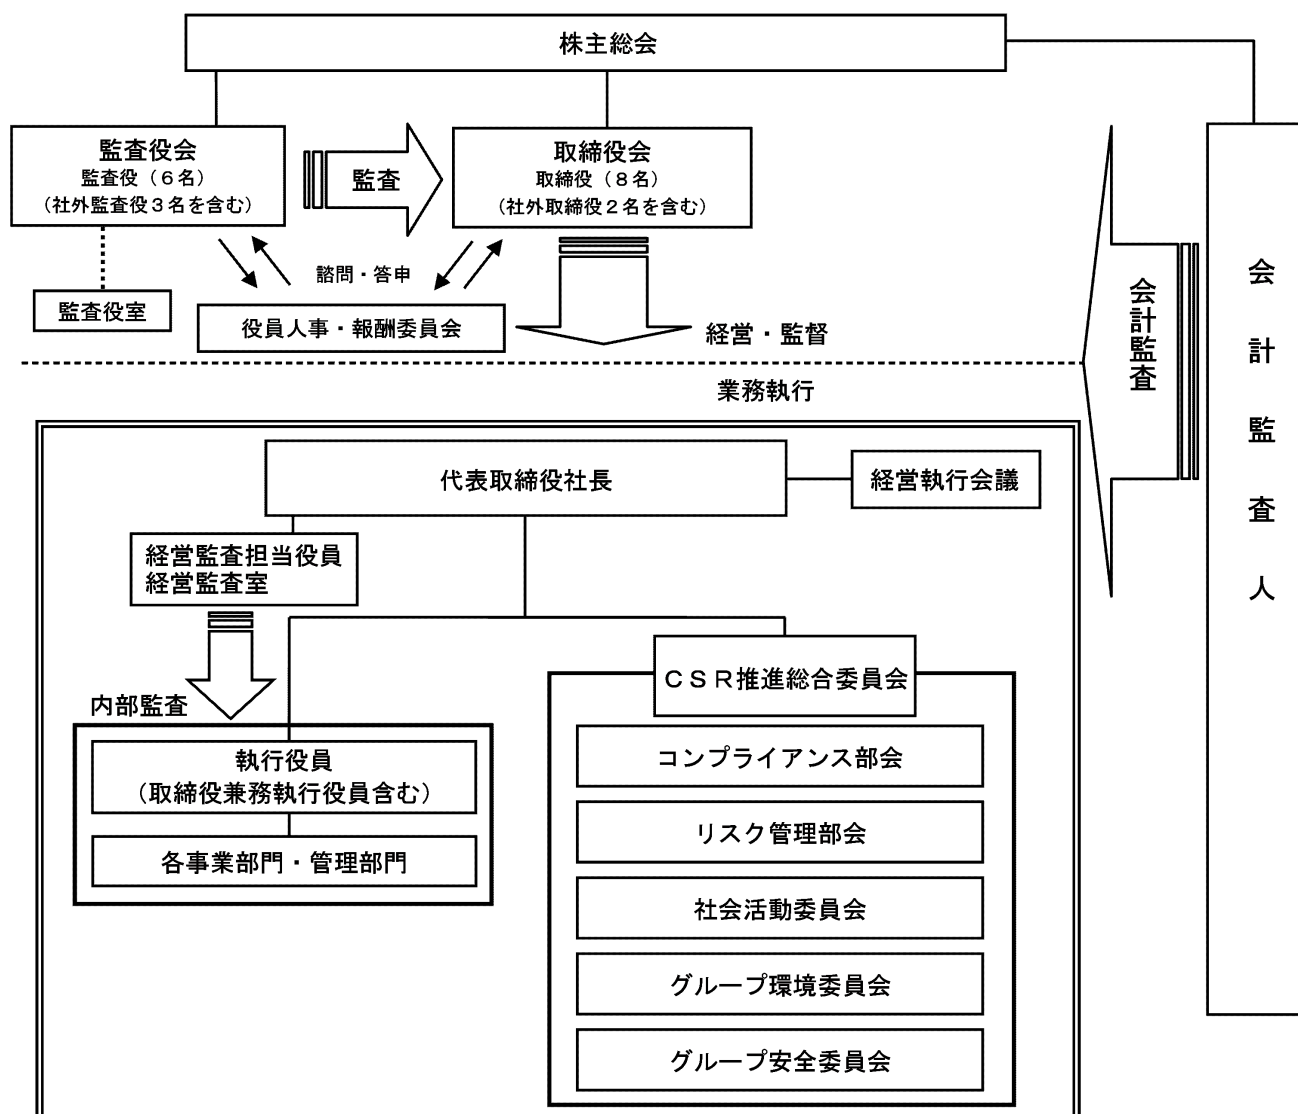 株主総会
監査役会
監査役（６名）
（社外監査役３名を含む）
監査
取締役会
取締役（８名）
（社外取締役２名を含む）
諮問・答申
監査役室
役員人事・報酬委員会
経営・監督
業務執行
会計監査
会計監査人
代表取締役社長
経営執行会議
経営監査担当役員
経営監査室
内部監査
執行役員
（取締役兼務執行役員含む）
各事業部門・管理部門
ＣＳＲ推進総合委員会
コンプライアンス部会
リスク管理部会
社会活動委員会
グループ環境委員会
グループ安全委員会